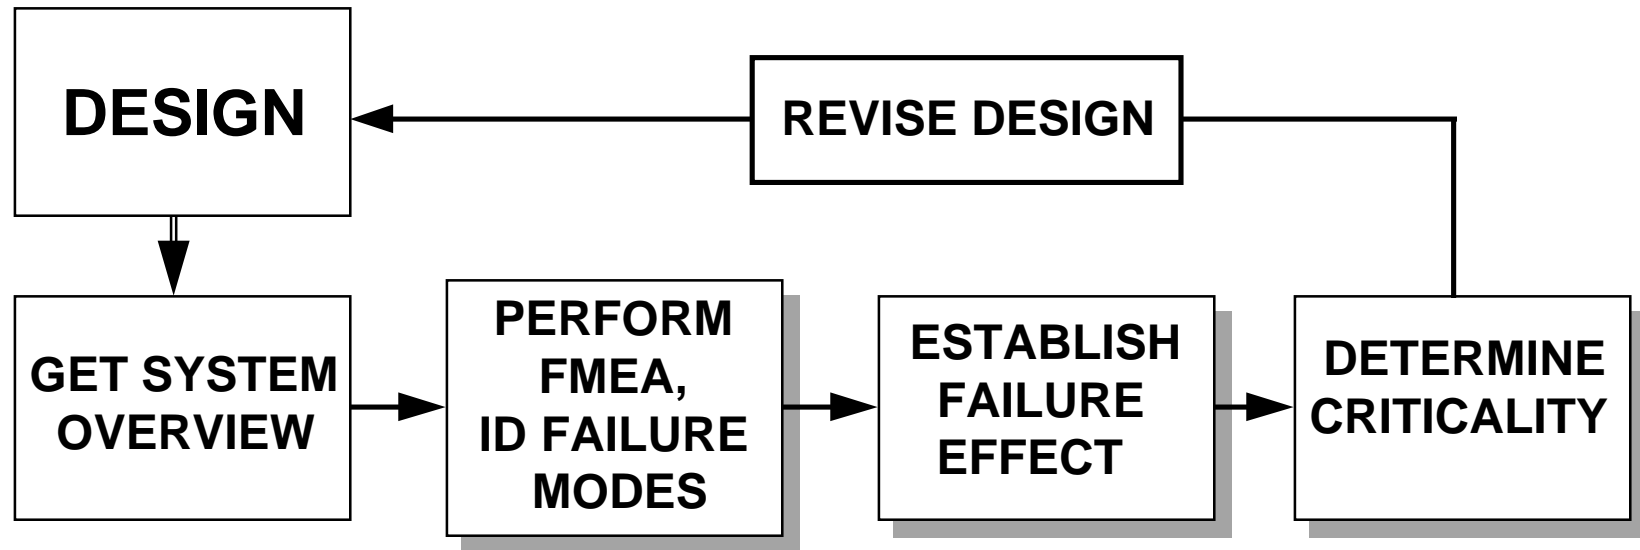 DESIGN
REVISE DESIGN
GET SYSTEM
OVERVIEW
PERFORM
FMEA,
ID FAILURE
MODES
ESTABLISH
FAILURE
EFFECT
DETERMINE
CRITICALITY